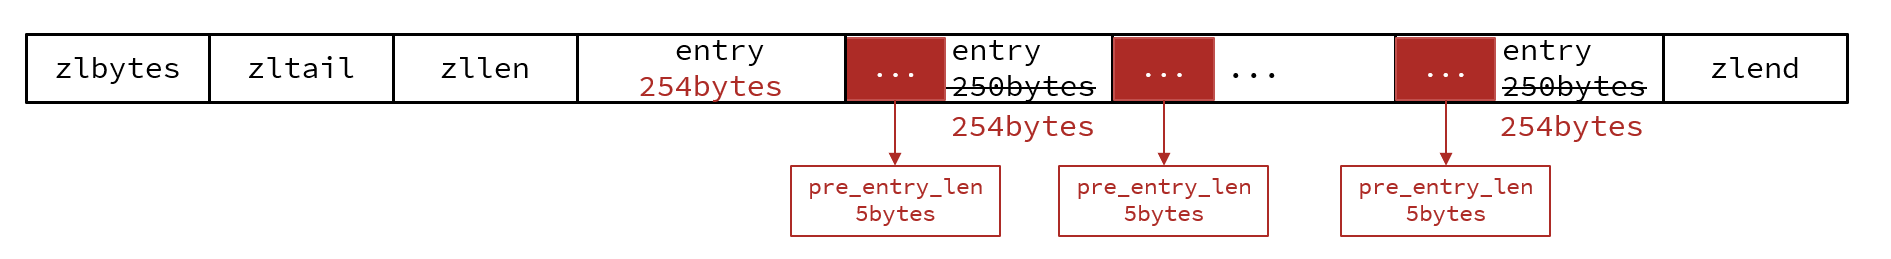 zlbytes
zltail
zllen
entry
254bytes
...
entry
250bytes
254bytes
...
...
...
entry
250bytes
254bytes
zlend
pre_entry_len
5bytes
pre_entry_len
5bytes
pre_entry_len
5bytes